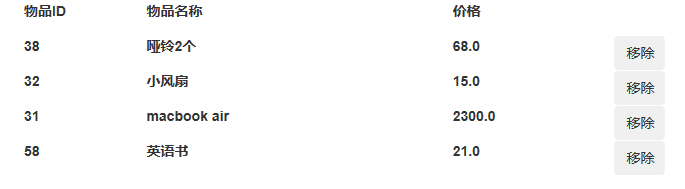 物品ID 物品名称 价格
38 哑铃2个 68.0 移除
32 小风扇 15.0 移除
31 macbook air 2300.0 移除
58 英语书 21.0 移除